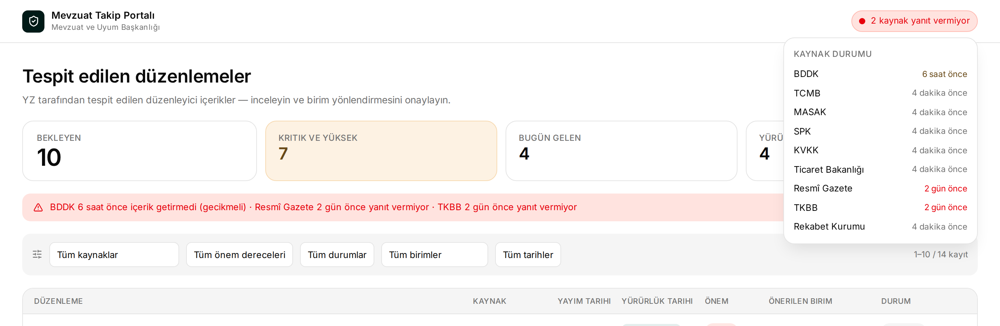 Mevzuat Takip Portalı
Mevzuat ve Uyum Başkanlığı
2 kaynak yanıt vermiyor
KAYNAK DURUMU
BDDK 6 saat önce
TCMB 4 dakika önce
MASAK 4 dakika önce
SPK 4 dakika önce
KVKK 4 dakika önce
Ticaret Bakanlığı 4 dakika önce
Resmî Gazete 2 gün önce
TKBB 2 gün önce
Rekabet Kurumu 4 dakika önce
Tespit edilen düzenlemeler
YZ tarafından tespit edilen düzenleyici içerikler — inceleyin ve birim yönlendirmesini onaylayın.
BEKLEYEN
10
KRITIK VE YÜKSEK
7
BUGÜN GELEN
4
4
BDDK 6 saat önce içerik getirmedi (gecikmeli) · Resmî Gazete 2 gün önce yanıt vermiyor · TKBB 2 gün önce yanıt vermiyor
Tüm kaynaklar Tüm önem dereceleri Tüm durumlar Tüm birimler Tüm tarihler 1–10 / 14 kayıt
DÜZENLEME KAYNAK YAYIM TARIHI YÜRÜRLÜK TARIHI ÖNEM ÖNERILEN BIRIM DURUM